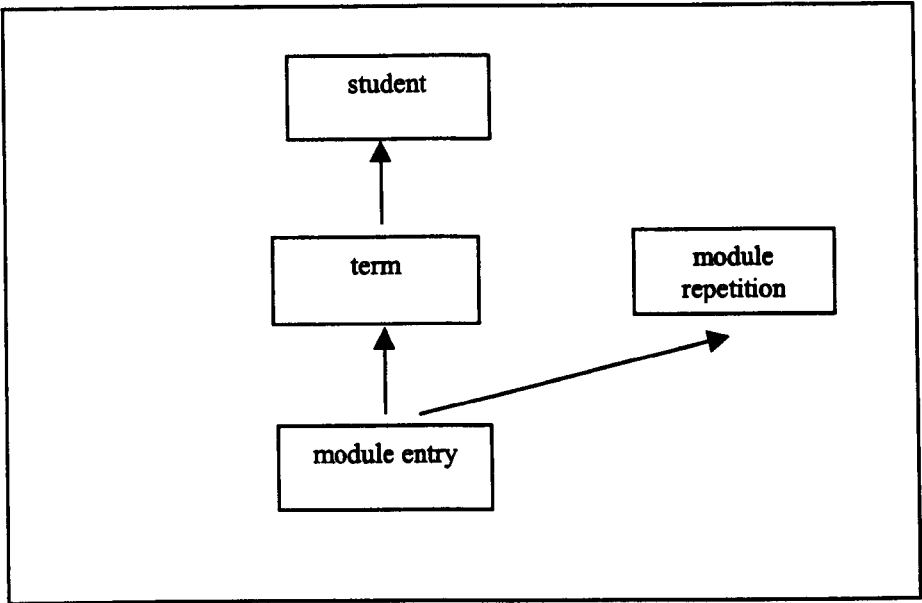 student
term
module
repetition
module entry